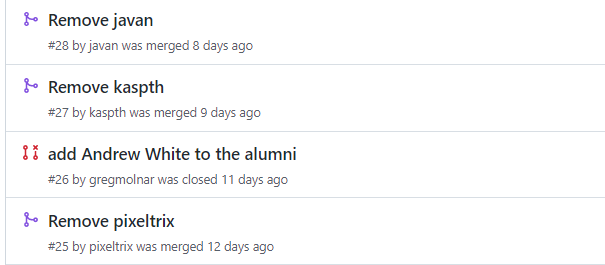 Remove javan
#28 by javan was merged 8 days ago
Remove kaspth
#27 by kaspth was merged 9 days ago
add Andrew White to the alumni
#26 by gregmolnar was closed 11 days ago
Remove pixeltrix
#25 by pixeltrix was merged 12 days ago